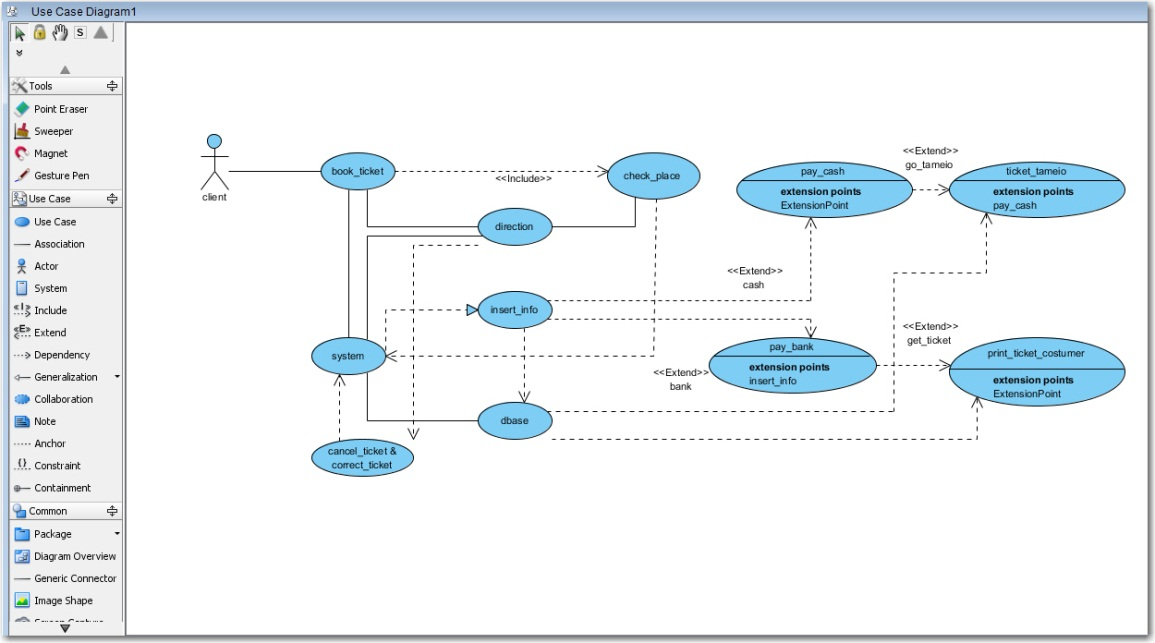 Use Case Diagram1
S
Tools
Point Eraser
Sweeper
Magnet
Gesture Pen
Use Case
Use Case
Association
Actor
System
Include
Extend
Dependency
Generalization
Collaboration
Note
Anchor
Constraint
Containment
Common
Package
Diagram Overview
Generic Connector
Image Shape
client
book_ticket
<<Include>>
check_place
direction
insert_info
system
dbase
cancel_ticket &
correct_ticket
pay_cash
extension points
ExtensionPoint
<<Extend>>
go_tameio
ticket_tameio
extension points
pay_cash
<<Extend>>
cash
<<Extend>>
bank
pay_bank
extension points
insert_info
<<Extend>>
get_ticket
print_ticket_costumer
extension points
ExtensionPoint